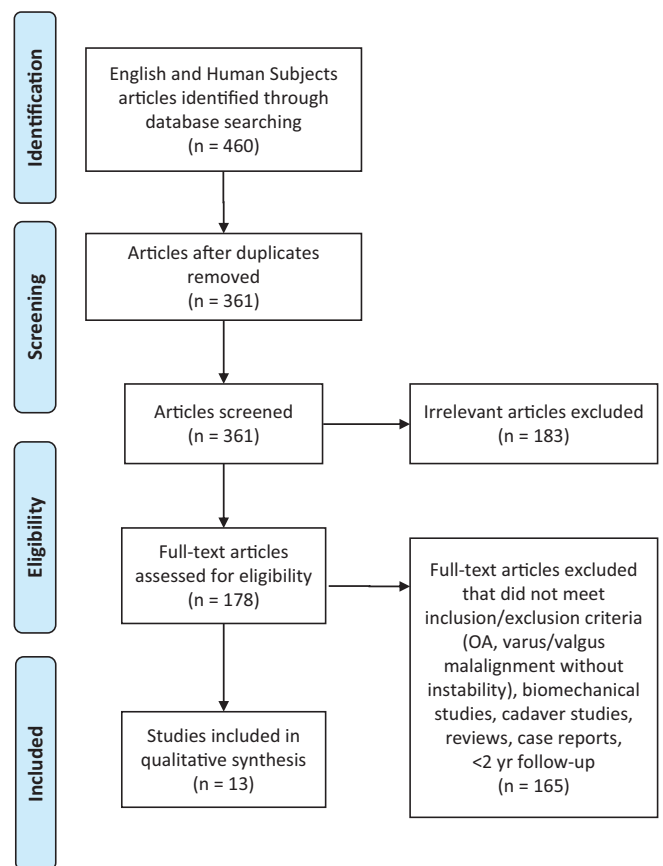 Identification
English and Human Subjects
articles identified through
database searching
(n = 460)
Screening
Articles after duplicates
removed
(n = 361)
Articles screened
(n = 361)
Irrelevant articles excluded
(n = 183)
Eligibility
Full-text articles
assessed for eligibility
(n = 178)
Full-text articles excluded
that did not meet
inclusion/exclusion criteria
(OA, varus/valgus
malalignment without
instability), biomechanical
studies, cadaver studies,
reviews, case reports,
<2 yr follow-up
(n = 165)
Included
Studies included in
qualitative synthesis
(n = 13)